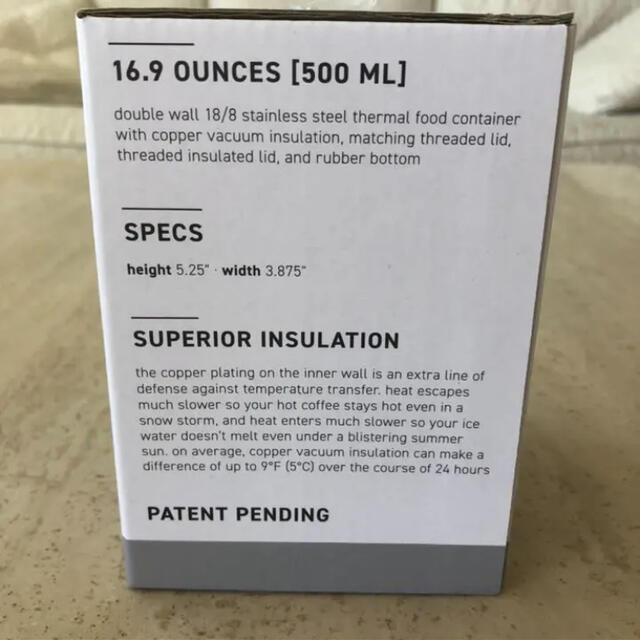 16.9 OUNCES [500 ML]
double wall 18/8 stainless steel thermal food container
with copper vacuum insulation, matching threaded lid,
threaded insulated lid, and rubber bottom
SPECS
height 5.25" · width 3.875"
SUPERIOR INSULATION
the copper plating on the inner wall is an extra line of
defense against temperature transfer. heat escapes
much slower so your hot coffee stays hot even in a
snow storm, and heat enters much slower so your ice
water doesn't melt even under a blistering summer
sun. on average, copper vacuum insulation can make a
difference of up to 9°F (5°C) over the course of 24 hours
PATENT PENDING